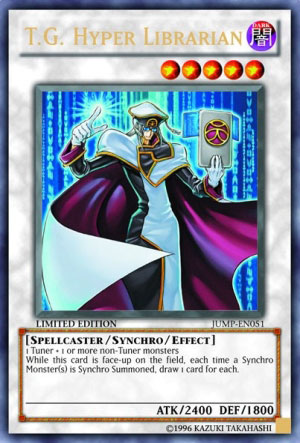 T.G. HYPER LIBRARIAN
DARK
闇
LIMITED EDITION JUMP-EN051
[SPELLCASTER/SYNCHRO/EFFECT]
1 Tuner + 1 or more non-Tuner monsters
While this card is face-up on the field, each time a Synchro
Monster(s) is Synchro Summoned, draw 1 card for each.
ATK/2400 DEF/1800
©1996 KAZUKI TAKAHASHI